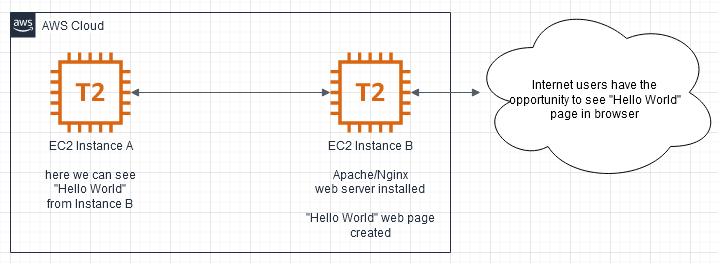 aws
AWS Cloud
T2
T2
EC2 Instance A
here we can see
"Hello World"
from Instance B
EC2 Instance B
Apache/Nginx
web server installed
"Hello World" web page
created
Internet users have the
opportunity to see "Hello World"
page in browser